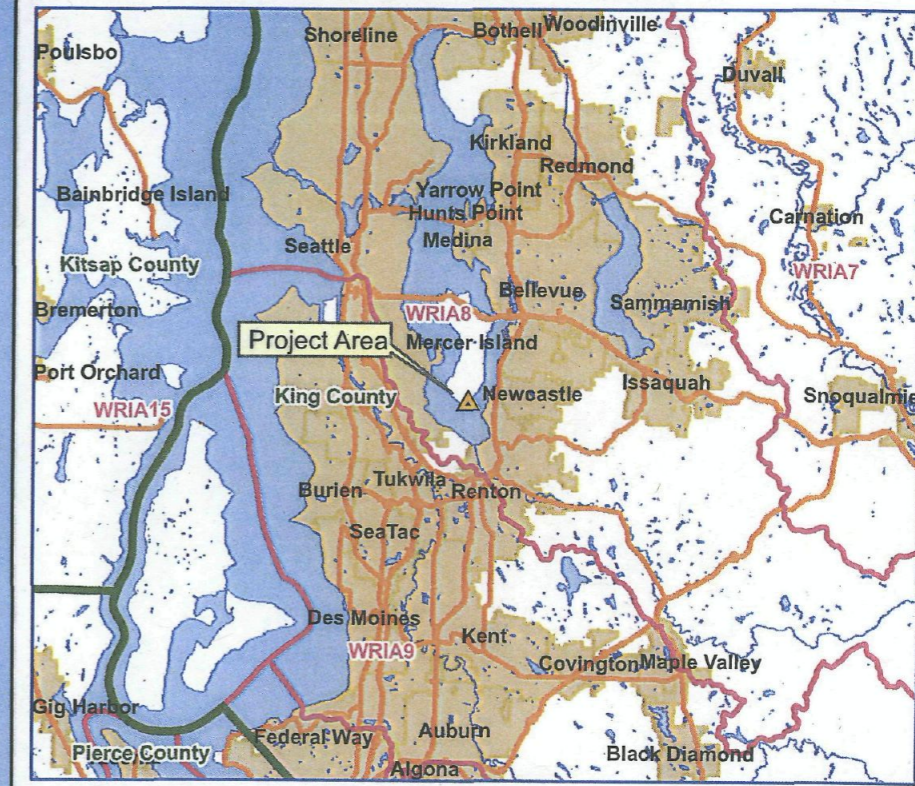 Shoreline
Bothell
Woodinville
Poulsbo
Duvall
Kirkland
Redmond
Bainbridge Island
Yarrow Point
Hunts Point
Carnation
Seattle
Medina
Kitsap County
WRIA7
Bellevue
Bremerton
WRIA8
Sammamish
Project Area
Mercer Island
Port Orchard
King County
Newcastle
Issaquah
Snoqualmie
WRIA15
Tukwila
Burien
Renton
SeaTac
Des Moines
Kent
WRIA9
Covington
Maple Valley
Gig Harbor
Federal Way
Auburn
Pierce County
Black Diamond
Algona